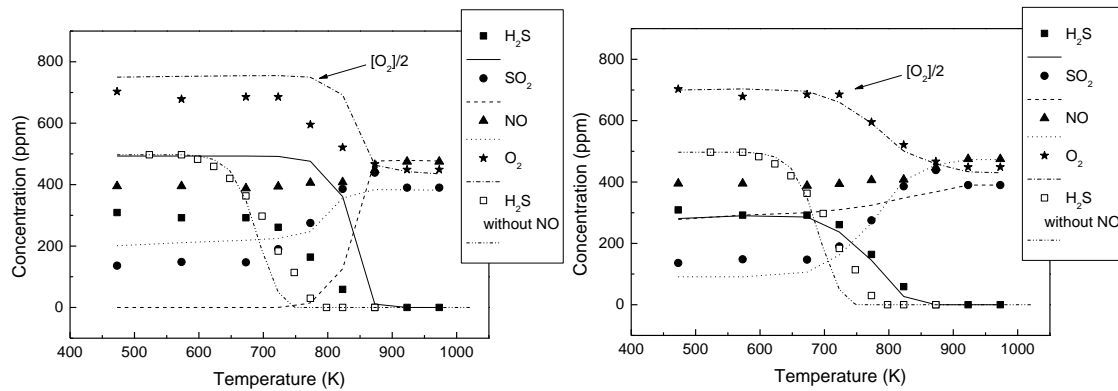 800
600
400
200
0
400
500
600
700
800
900
1000
Concentration (ppm)
Temperature (K)
[O₂]/2
H₂S
SO₂
NO
O₂
H₂S
without NO
800
600
400
200
0
400
500
600
700
800
900
1000
Concentration (ppm)
Temperature (K)
[O₂]/2
H₂S
SO₂
NO
O₂
H₂S
without NO